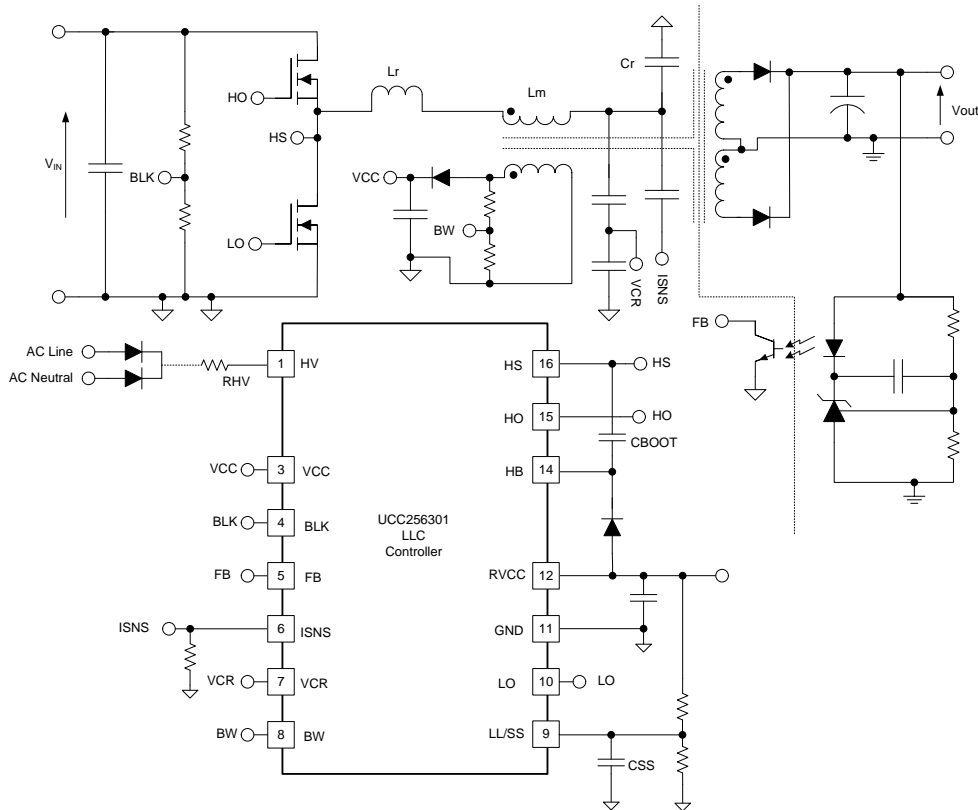 Cr
Lr
Lm
HO
Vout
HS
VIN
BLK
VCC
BW
LO
VCR
ISNS
FB
AC Line
AC Neutral
RHV
1
HV
HS
16
HS
HO
15
HO
CBOOT
VCC
3
VCC
HB
14
BLK
4
BLK
UCC256301
LLC
Controller
FB
5
FB
RVCC
12
ISNS
6
ISNS
GND
11
VCR
7
VCR
LO
10
LO
BW
8
BW
LL/SS
9
CSS